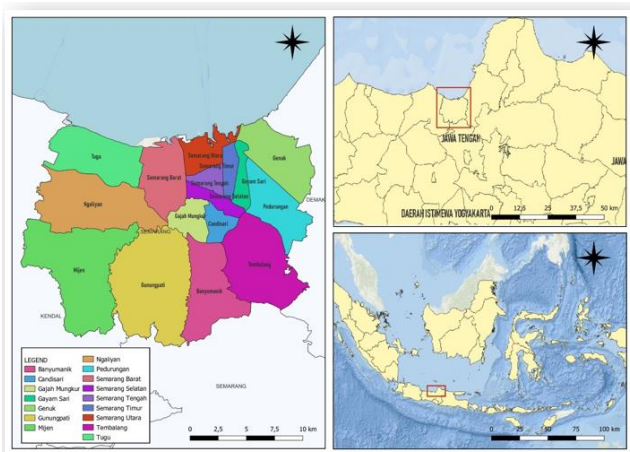 Tugu
Semarang Barat
Semarang Utara
Semarang Timur
Genuk
Semarang Tengah
Gayam Sari
Ngaliyan
Semarang Selatan
Pedurungan
DEMAK
Gajah Mungkur
Candisari
Mijen
Gunungpati
Tembalang
Banyumanik
KENDAL
SEMARANG
LEGEND
Banyumanik
Candisari
Gajah Mungkur
Gayam Sari
Genuk
Gunungpati
Mijen
Ngaliyan
Pedurungan
Semarang Barat
Semarang Selatan
Semarang Tengah
Semarang Timur
Semarang Utara
Tembalang
Tugu
0 2,5 5 7,5 10 km
JAWA TENGAH
JAWA
DAERAH ISTIMEWA YOGYAKARTA
0 12,5 25 37,5 50 km
0 25 50 75 100 km